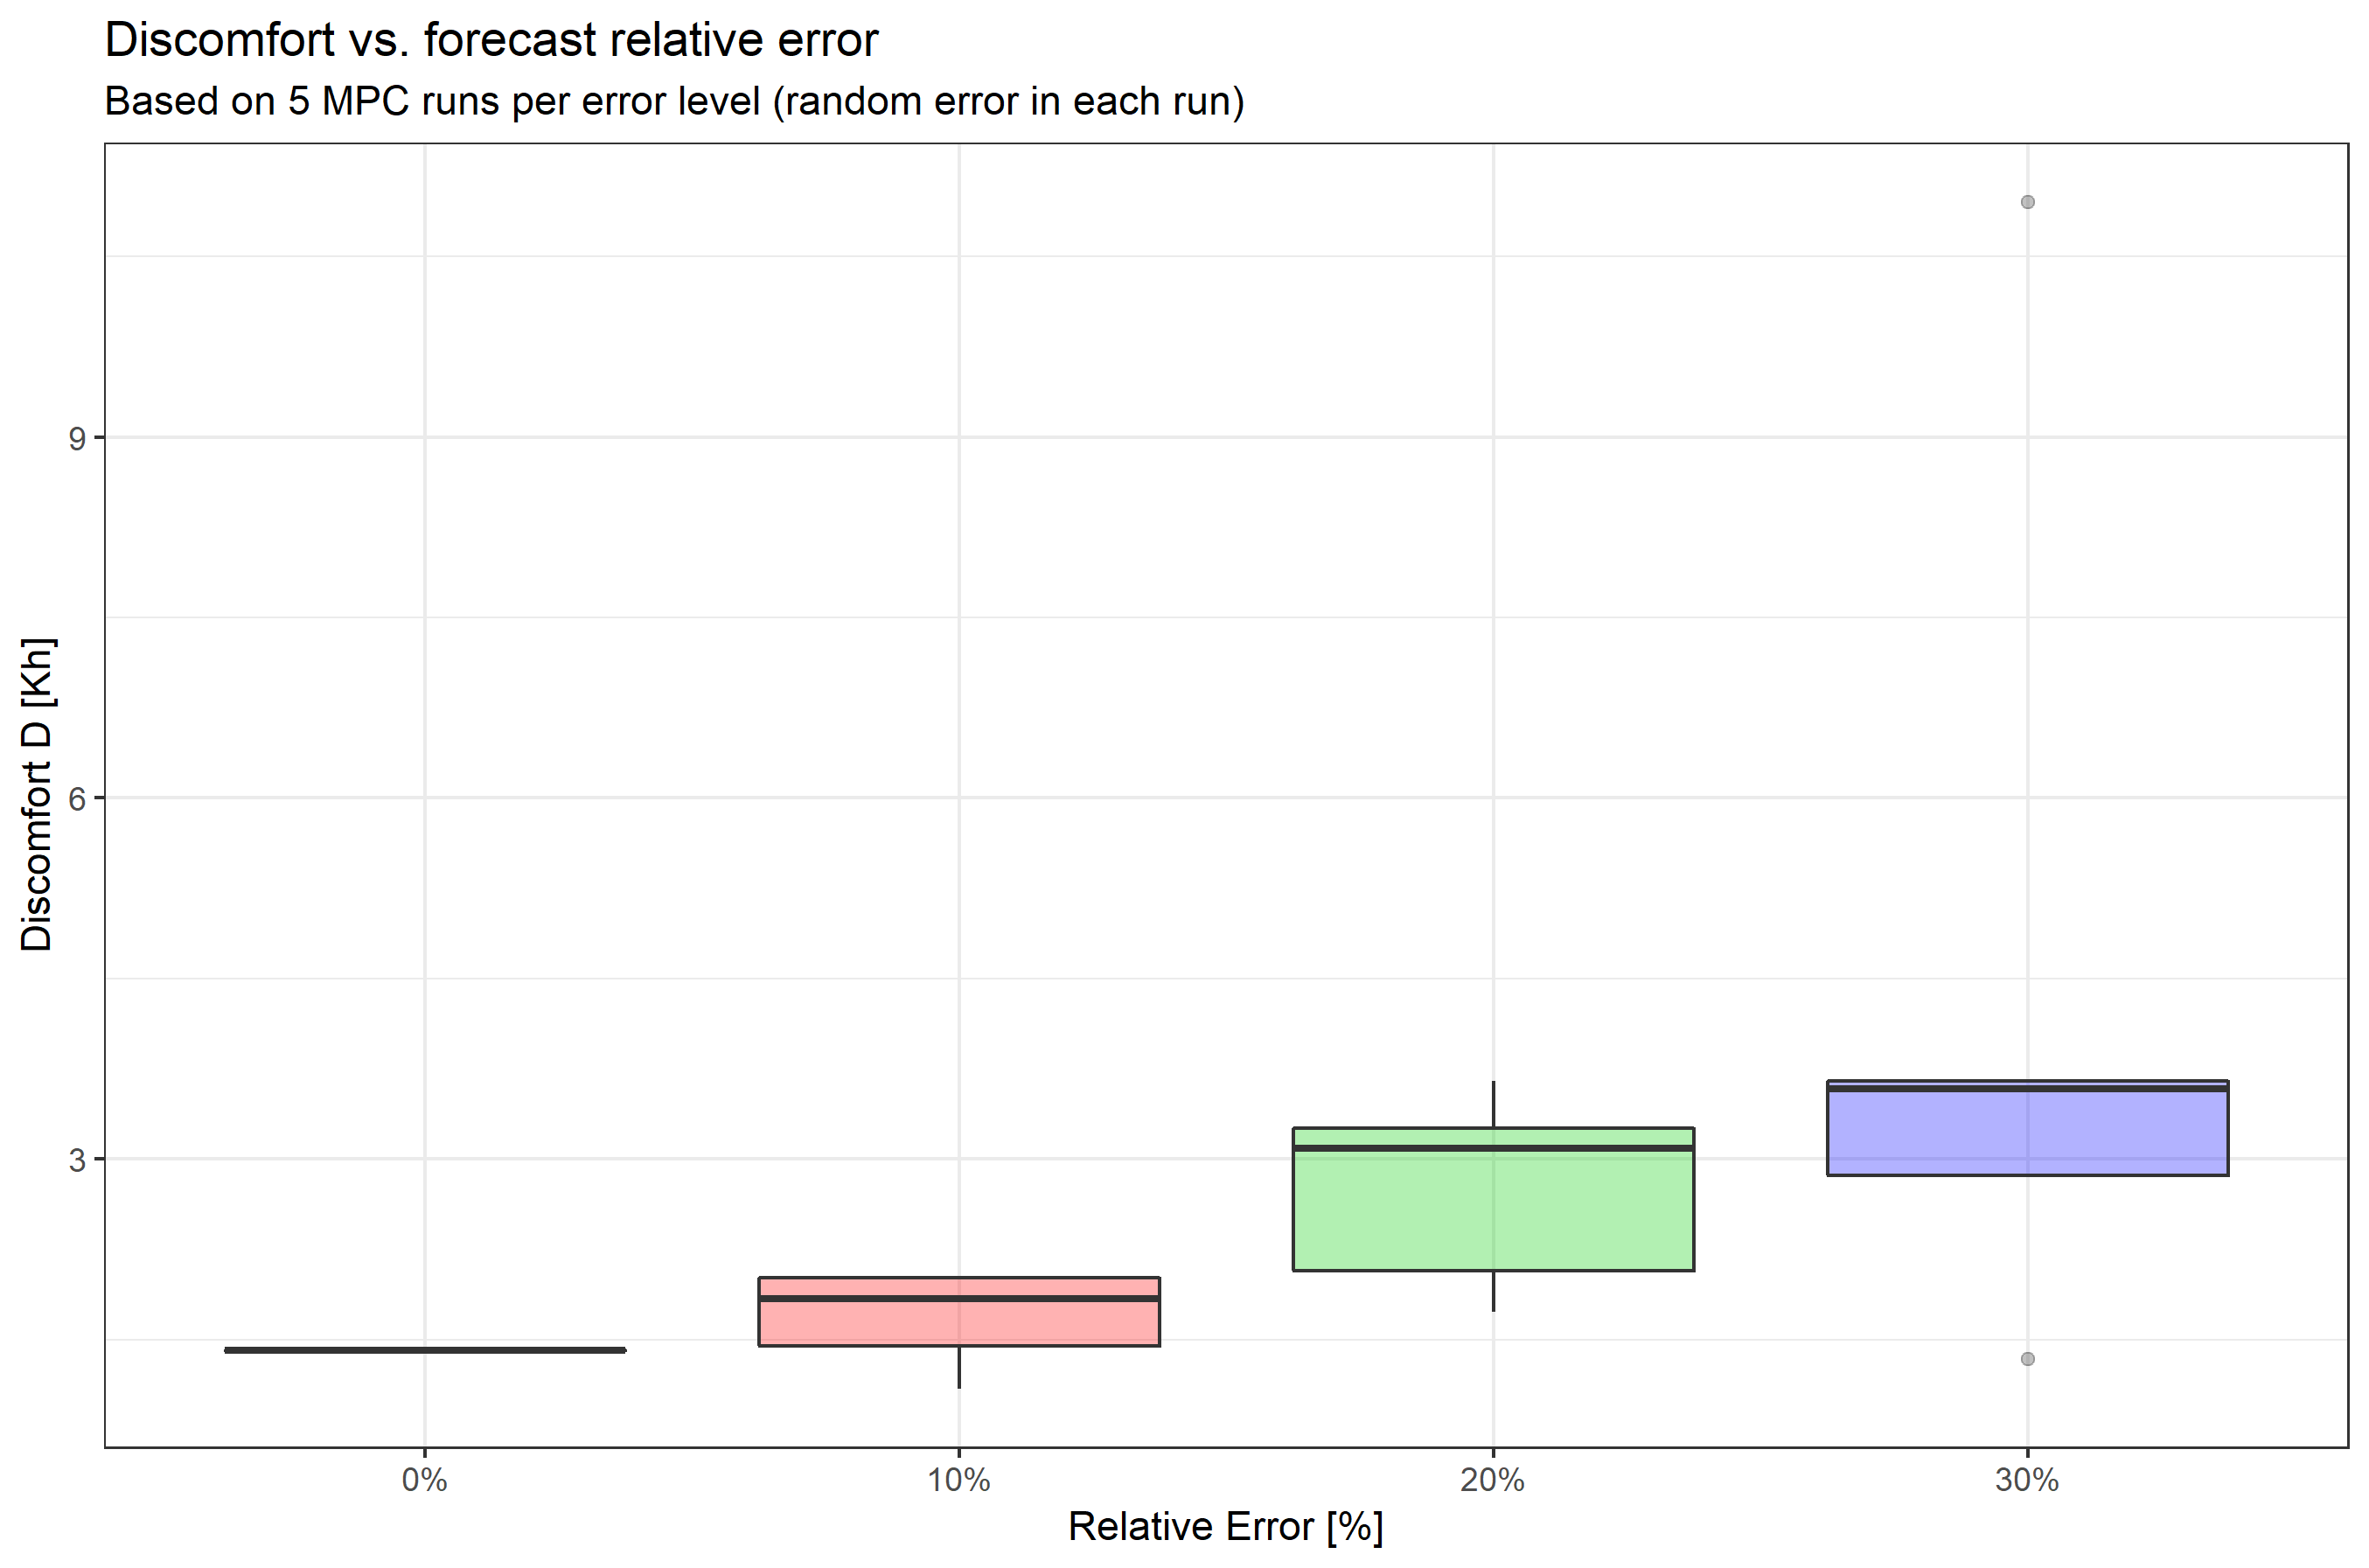 Discomfort vs. forecast relative error
Based on 5 MPC runs per error level (random error in each run)
Discomfort D [Kh]
9
6
3
0%
10%
20%
30%
Relative Error [%]